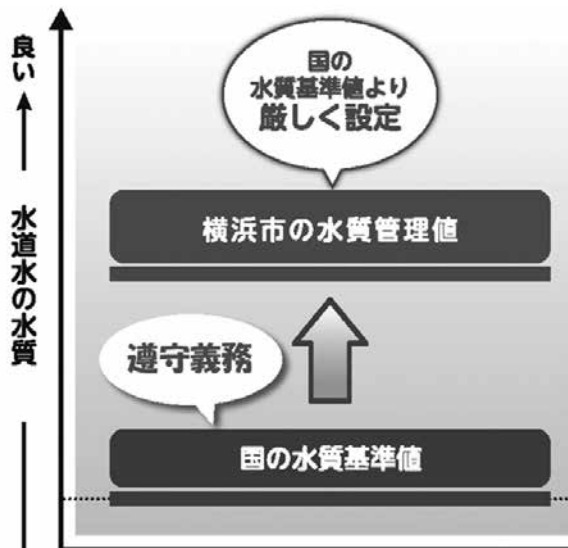 良い
水道水の水質
国の
水質基準値より
厳しく設定
横浜市の水質管理値
遵守義務
国の水質基準値